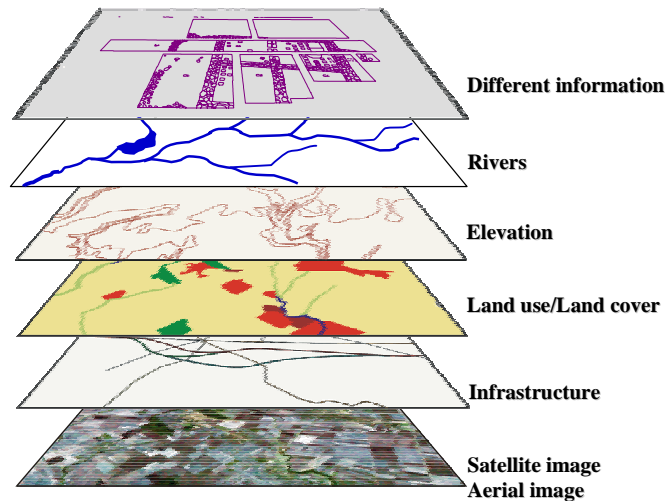 Different information
Rivers
Elevation
Land use/Land cover
Infrastructure
Satellite image
Aerial image